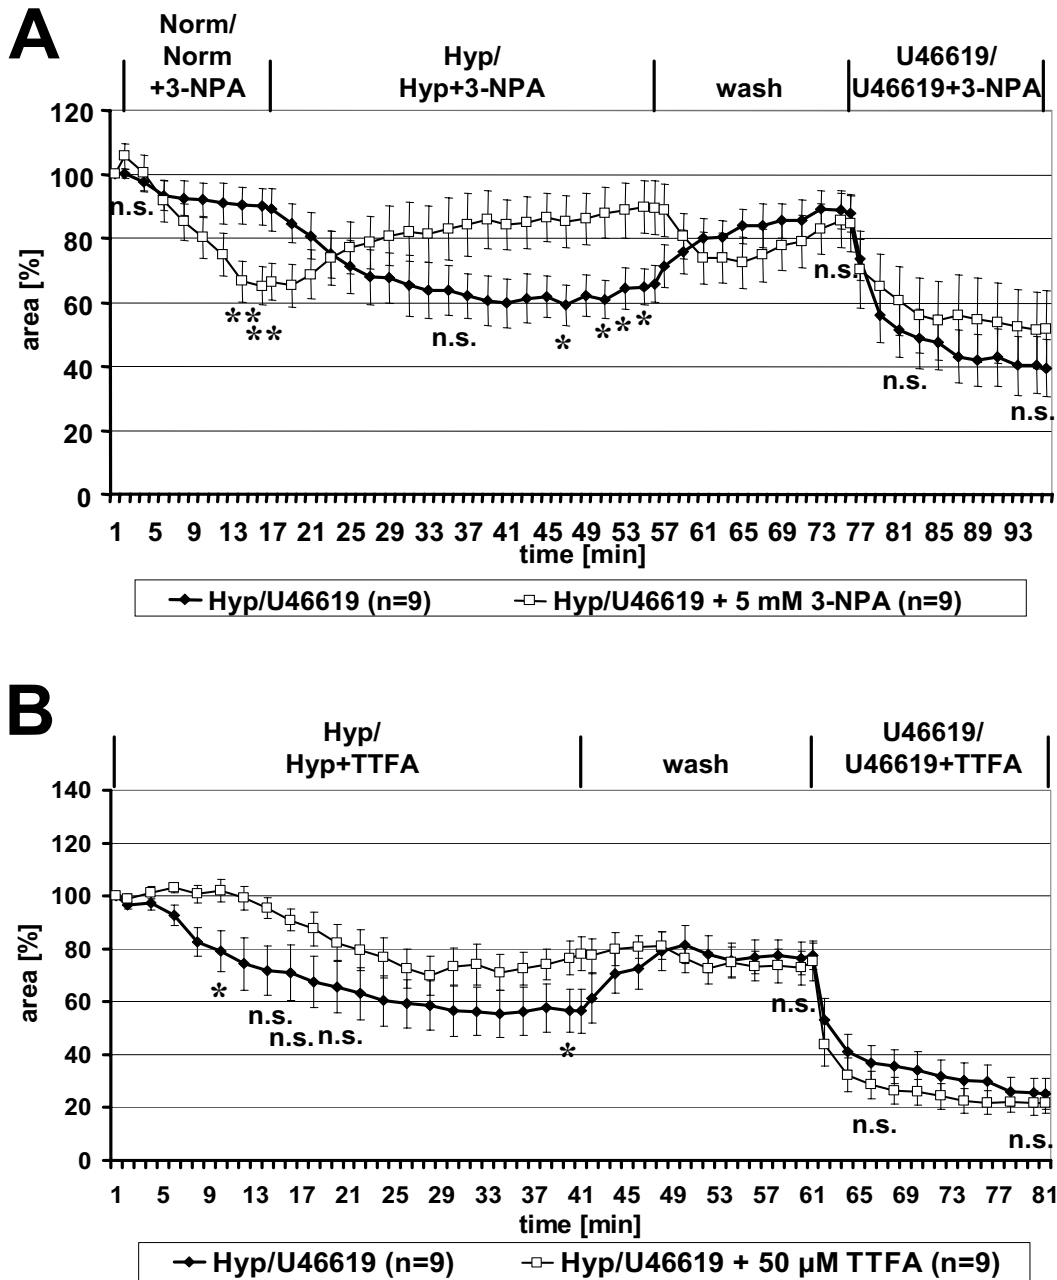 A
Norm/
Norm
+3-NPA
Hyp/
Hyp+3-NPA
wash
U46619/
U46619+3-NPA
120
100
80
60
40
20
0
area [%]
n.s.
**
**
n.s.
*
*
*
*
n.s.
n.s.
n.s.
1 5 9 13 17 21 25 29 33 37 41 45 49 53 57 61 65 69 73 77 81 85 89 93
time [min]
Hyp/U46619 (n=9) Hyp/U46619 + 5 mM 3-NPA (n=9)
B
Hyp/
Hyp+TTFA
wash
U46619/
U46619+TTFA
140
120
100
80
60
40
20
0
area [%]
*
n.s.
n.s.
n.s.
*
n.s.
n.s.
n.s.
1 5 9 13 17 21 25 29 33 37 41 45 49 53 57 61 65 69 73 77 81
time [min]
Hyp/U46619 (n=9) Hyp/U46619 + 50 µM TTFA (n=9)